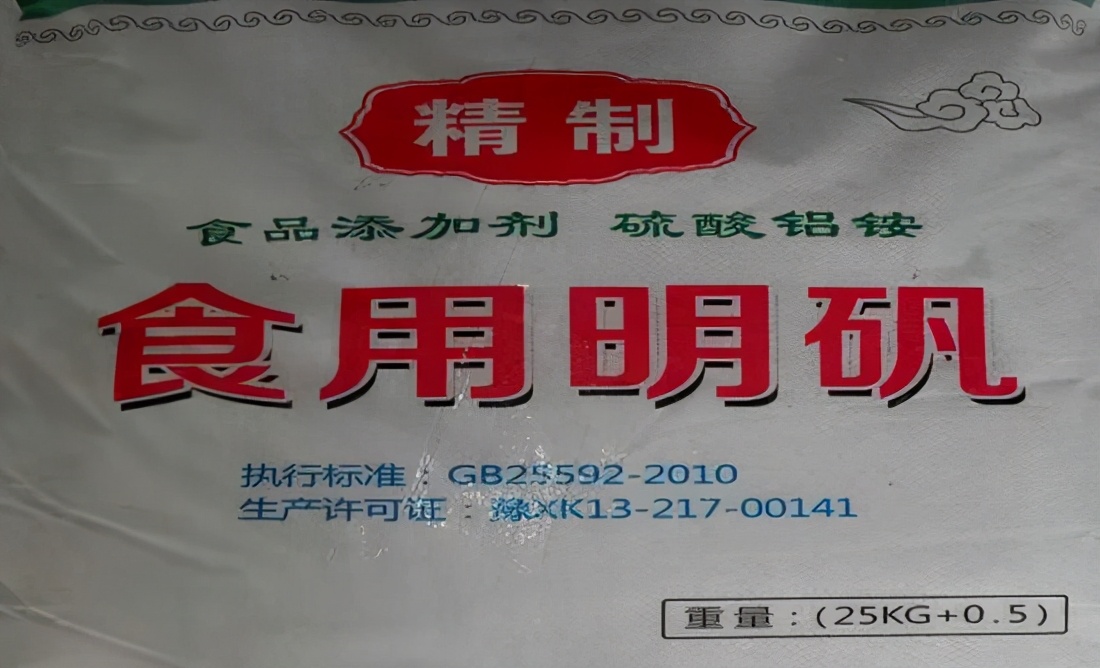 精制
食品添加剂 硫酸铝铵
食用明矾
执行标准：GB25592-2010
生产许可证：豫XK13-217-00141
重量：(25KG+0.5)